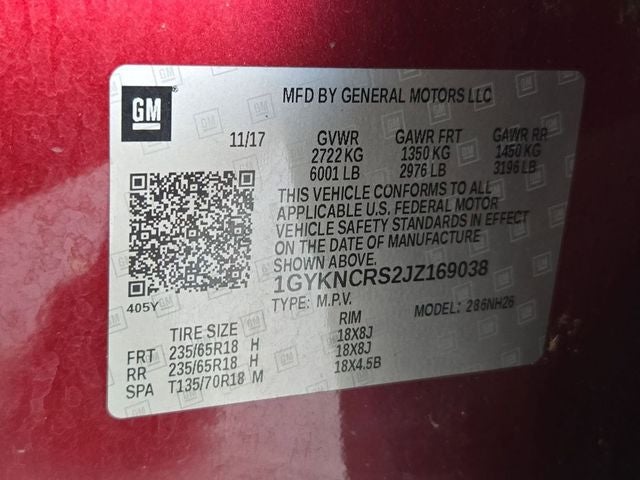 GM
MFD BY GENERAL MOTORS LLC
11/17 GVWR GAWR FRT GAWR RR
2722 KG 1350 KG 1450 KG
6001 LB 2976 LB 3196 LB
THIS VEHICLE CONFORMS TO ALL
APPLICABLE U.S. FEDERAL MOTOR
VEHICLE SAFETY STANDARDS IN EFFECT
ON THE DATE OF MANUFACTURE
SHOWN ABOVE.
1GYKNCRS2JZ169038
405Y
TYPE: M.P.V. MODEL: 286NH26
TIRE SIZE RIM
FRT 235/65R18 H 18X8J
RR 235/65R18 H 18X8J
SPA T135/70R18 M 18X4.5B